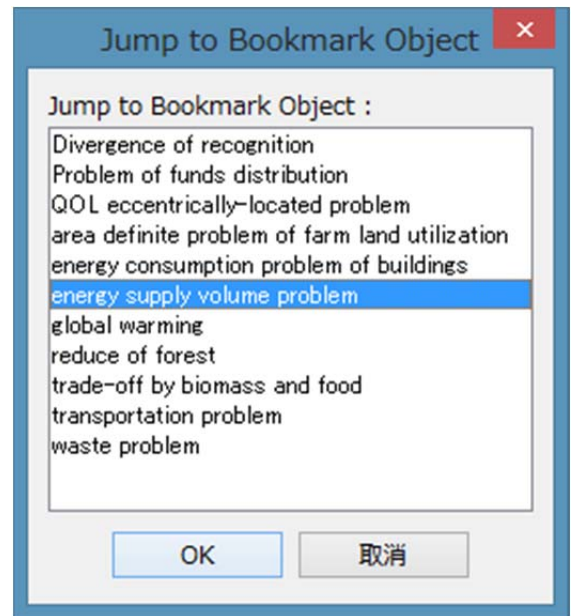 Jump to Bookmark Object
Jump to Bookmark Object :
Divergence of recognition
Problem of funds distribution
QOL eccentrically-located problem
area definite problem of farm land utilization
energy consumption problem of buildings
energy supply volume problem
global warming
reduce of forest
trade-off by biomass and food
transportation problem
waste problem
OK 取消